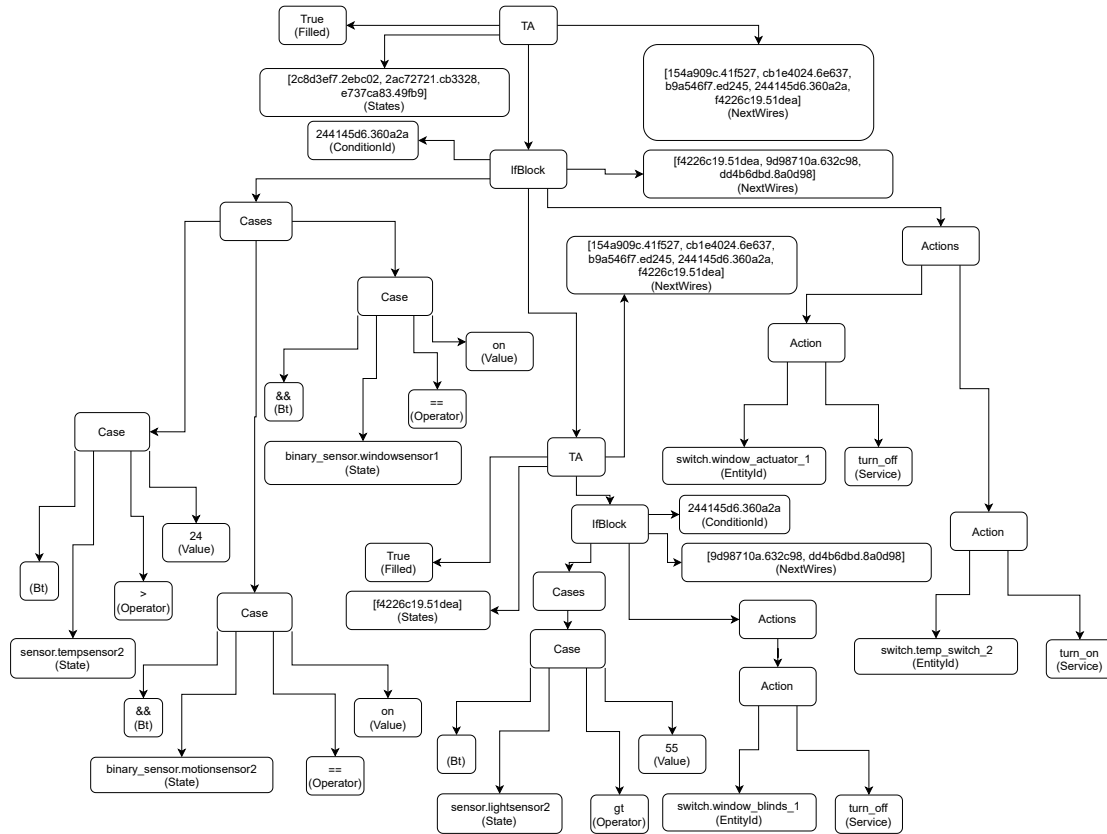 True
(Filled)
TA
[2c8d3ef7.2ebc02, 2ac72721.cb3328,
e737ca83.49fb9]
(States)
[154a909c.41f527, cb1e4024.6e637,
b9a546f7.ed245, 244145d6.360a2a,
f4226c19.51dea]
(NextWires)
244145d6.360a2a
(ConditionId)
IfBlock
[f4226c19.51dea, 9d98710a.632c98,
dd4b6dbd.8a0d98]
(NextWires)
Cases
Actions
[154a909c.41f527, cb1e4024.6e637,
b9a546f7.ed245, 244145d6.360a2a,
f4226c19.51dea]
(NextWires)
Case
Action
on
(Value)
&&
(Bt)
==
(Operator)
Case
binary_sensor.windowsensor1
(State)
TA
switch.window_actuator_1
(EntityId)
turn_off
(Service)
244145d6.360a2a
(ConditionId)
IfBlock
Action
24
(Value)
True
(Filled)
[9d98710a.632c98, dd4b6dbd.8a0d98]
(NextWires)
(Bt)
>
(Operator)
Cases
Case
[f4226c19.51dea]
(States)
Actions
sensor.tempsensor2
(State)
Case
switch.temp_switch_2
(EntityId)
turn_on
(Service)
Action
&&
(Bt)
on
(Value)
(Bt)
55
(Value)
binary_sensor.motionsensor2
(State)
==
(Operator)
sensor.lightsensor2
(State)
gt
(Operator)
switch.window_blinds_1
(EntityId)
turn_off
(Service)